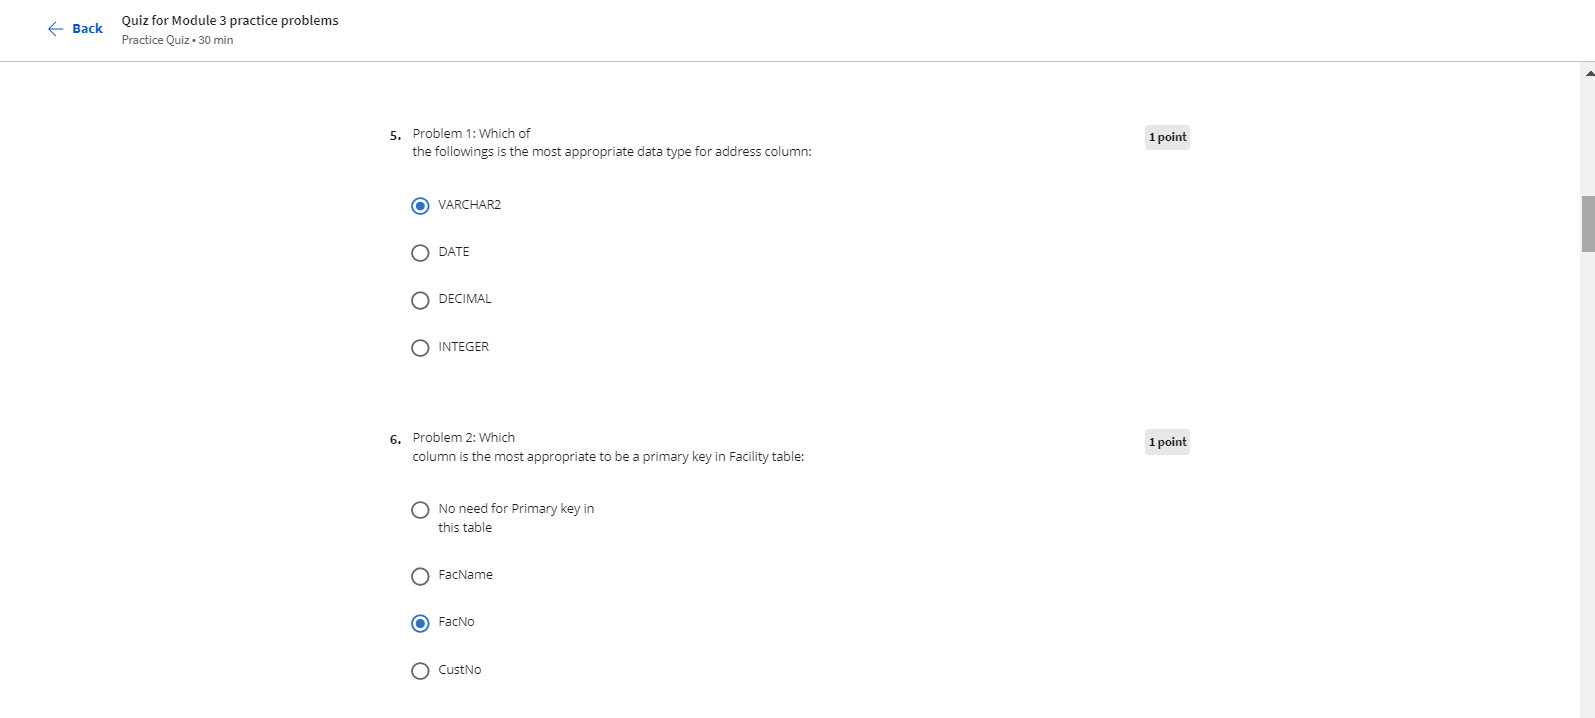 Back
Quiz for Module 3 practice problems
Practice Quiz • 30 min
5. Problem 1: Which of
the followings is the most appropriate data type for address column:
1 point
VARCHAR2
DATE
DECIMAL
INTEGER
6. Problem 2: Which
column is the most appropriate to be a primary key in Facility table:
1 point
No need for Primary key in
this table
FacName
FacNo
CustNo